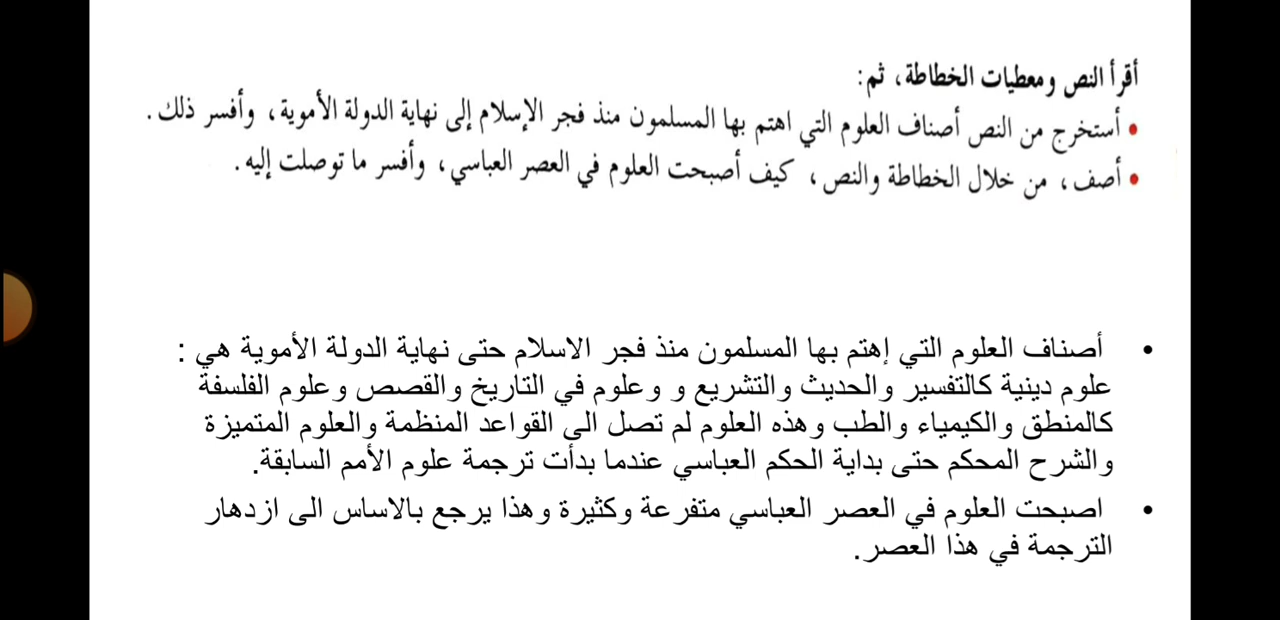 أقرأ النص ومعطيات الخطاطة، ثم:
• أستخرج من النص أصناف العلوم التي اهتم بها المسلمون منذ فجر الإسلام إلى نهاية الدولة الأموية، وأفسر ذلك.
• أصف، من خلال الخطاطة والنص، كيف أصبحت العلوم في العصر العباسي، وأفسر ما توصلت إليه.
• أصناف العلوم التي إهتم بها المسلمون منذ فجر الاسلام حتى نهاية الدولة الأموية هي :
علوم دينية كالتفسير والحديث والتشريع و وعلوم في التاريخ والقصص وعلوم الفلسفة
كالمنطق والكيمياء والطب وهذه العلوم لم تصل الى القواعد المنظمة والعلوم المتميزة
والشرح المحكم حتى بداية الحكم العباسي عندما بدأت ترجمة علوم الأمم السابقة.
• اصبحت العلوم في العصر العباسي متفرعة وكثيرة وهذا يرجع بالاساس الى ازدهار
الترجمة في هذا العصر.